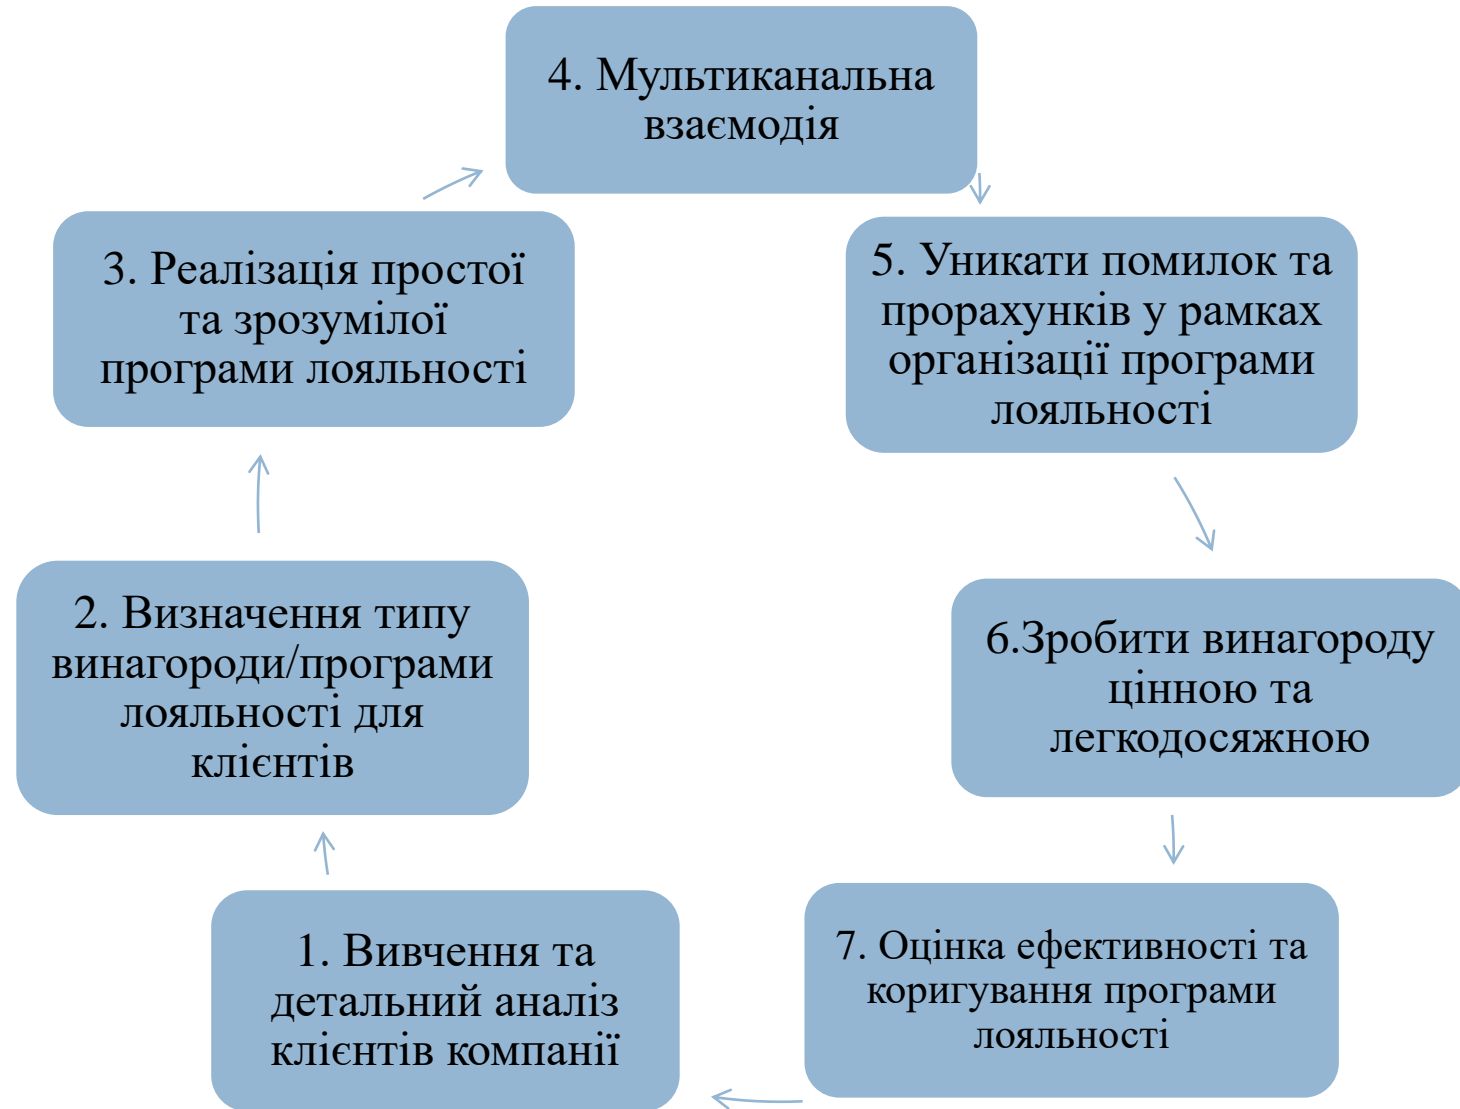 4. Мультиканальна
взаємодія
3. Реалізація простої
та зрозумілої
програми лояльності
5. Уникати помилок та
прорахунків у рамках
організації програми
лояльності
2. Визначення типу
винагороди/програми
лояльності для
клієнтів
6.Зробити винагороду
цінною та
легкодосяжною
1. Вивчення та
детальний аналіз
клієнтів компанії
7. Оцінка ефективності та
коригування програми
лояльності